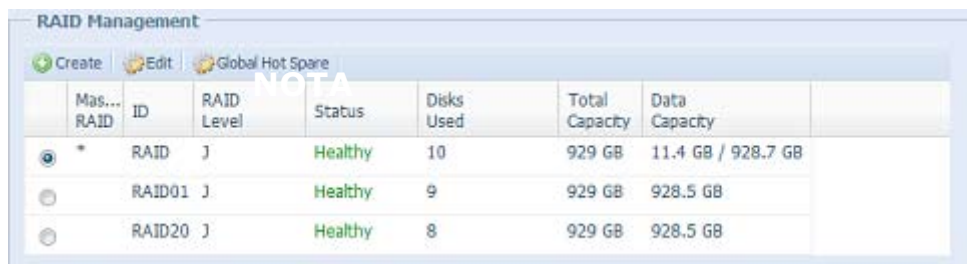 RAID Management
Create Edit Global Hot Spare
NOTA
Mas... RAID ID RAID Level Status Disks Used Total Capacity Data Capacity
* RAID J Healthy 10 929 GB 11.4 GB / 928.7 GB
RAID01 J Healthy 9 929 GB 928.5 GB
RAID20 J Healthy 8 929 GB 928.5 GB